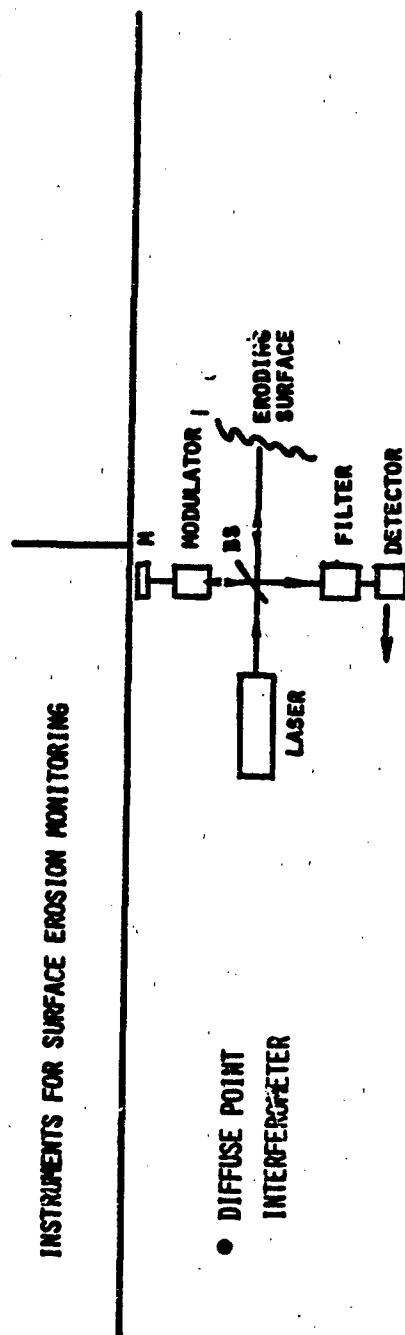 INSTRUMENTS FOR SURFACE EROSION MONITORING
● DIFFUSE POINT
INTERFEROMETER
M
MODULATOR
BS
ERODING
SURFACE
LASER
FILTER
DETECTOR